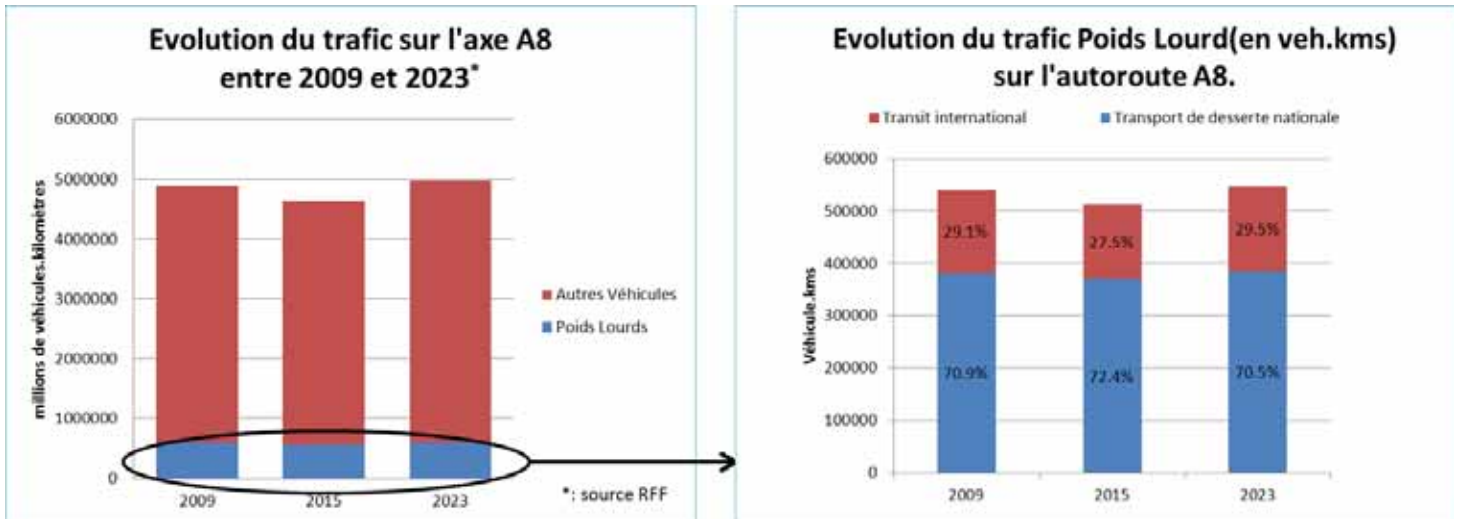 Evolution du trafic sur l'axe A8
entre 2009 et 2023*
6000000
5000000
4000000
3000000
2000000
1000000
0
millions de véhicules.kilomètres
2009 2015 2023
Autres Véhicules
Poids Lourds
*: source RFF
Evolution du trafic Poids Lourd(en veh.kms)
sur l'autoroute A8.
Transit international Transport de desserte nationale
600000
500000
400000
300000
200000
100000
0
Véhicule.kms
29.1% 27.5% 29.5%
70.9% 72.4% 70.5%
2009 2015 2023